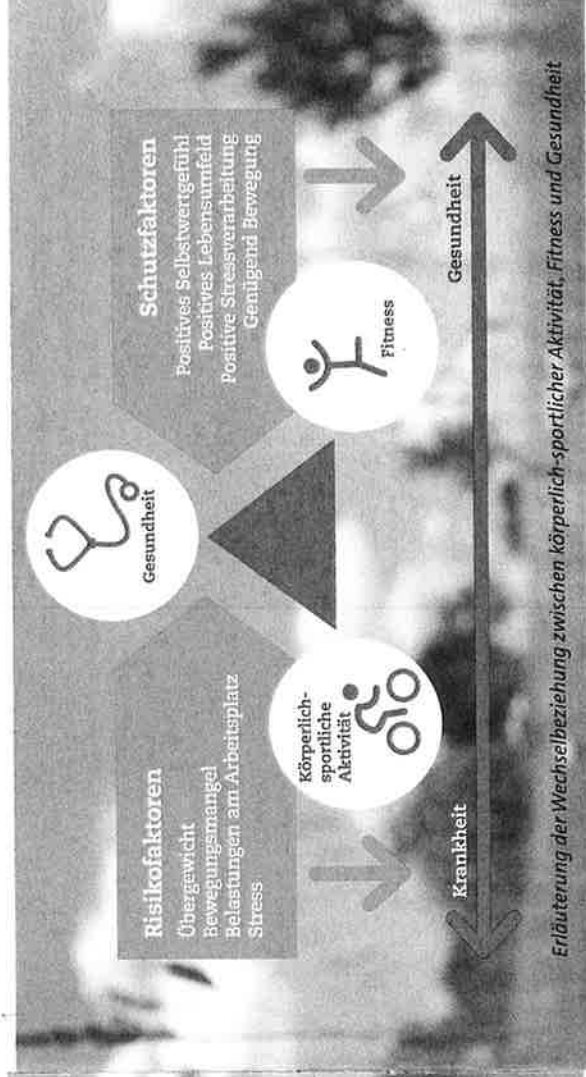 Risikofaktoren
Übergewicht
Bewegungsmangel
Belastungen am Arbeitsplatz
Stress
Gesundheit
Schutzfaktoren
Positives Selbstwertgefühl
Positives Lebensumfeld
Positive Stressverarbeitung
Genügend Bewegung
Körperlich-
sportliche
Aktivität
Fitness
Krankheit
Gesundheit
Erläuterung der Wechselbeziehung zwischen körperlich-sportlicher Aktivität, Fitness und Gesundheit